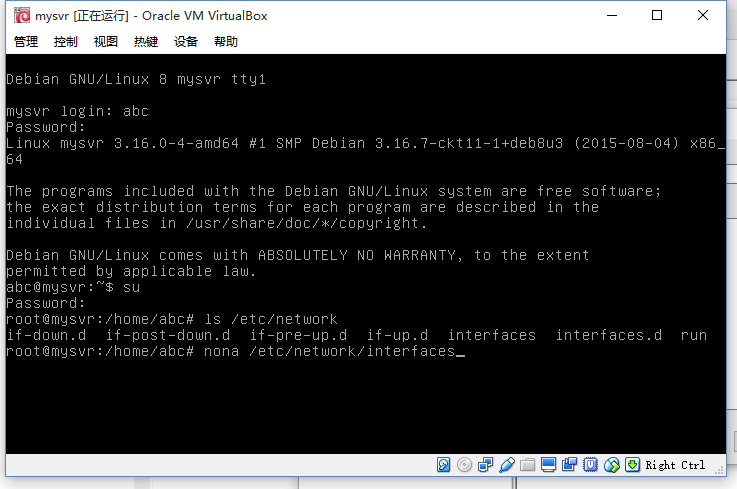 mysvr [正在运行] - Oracle VM VirtualBox
管理 控制 视图 热键 设备 帮助
Debian GNU/Linux 8 mysvr tty1
mysvr login: abc
Password:
Linux mysvr 3.16.0-4-amd64 #1 SMP Debian 3.16.7-ckt11-1+deb8u3 (2015-08-04) x86_
64
The programs included with the Debian GNU/Linux system are free software;
the exact distribution terms for each program are described in the
individual files in /usr/share/doc/*/copyright.
Debian GNU/Linux comes with ABSOLUTELY NO WARRANTY, to the extent
permitted by applicable law.
abc@mysvr:~$ su
Password:
root@mysvr:/home/abc# ls /etc/network
if-down.d if-post-down.d if-pre-up.d if-up.d interfaces interfaces.d run
root@mysvr:/home/abc# nona /etc/network/interfaces_
Right Ctrl